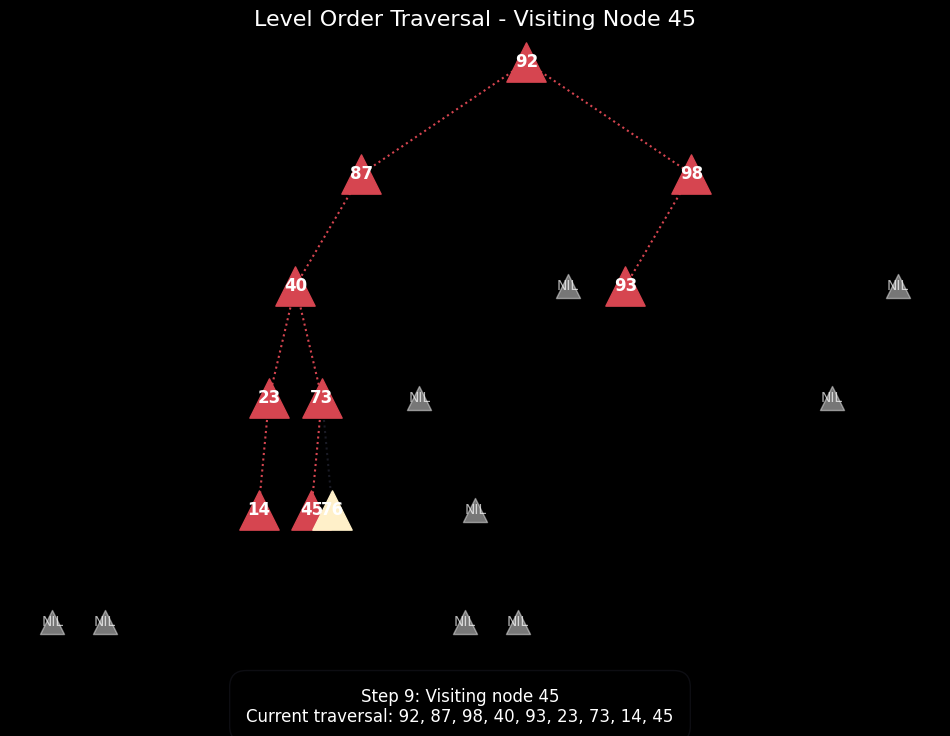 Level Order Traversal - Visiting Node 45
92
87
98
40
NIL
93
NIL
23
73
NIL
NIL
14
45
76
NIL
NIL
NIL
NIL
NIL
Step 9: Visiting node 45
Current traversal: 92, 87, 98, 40, 93, 23, 73, 14, 45